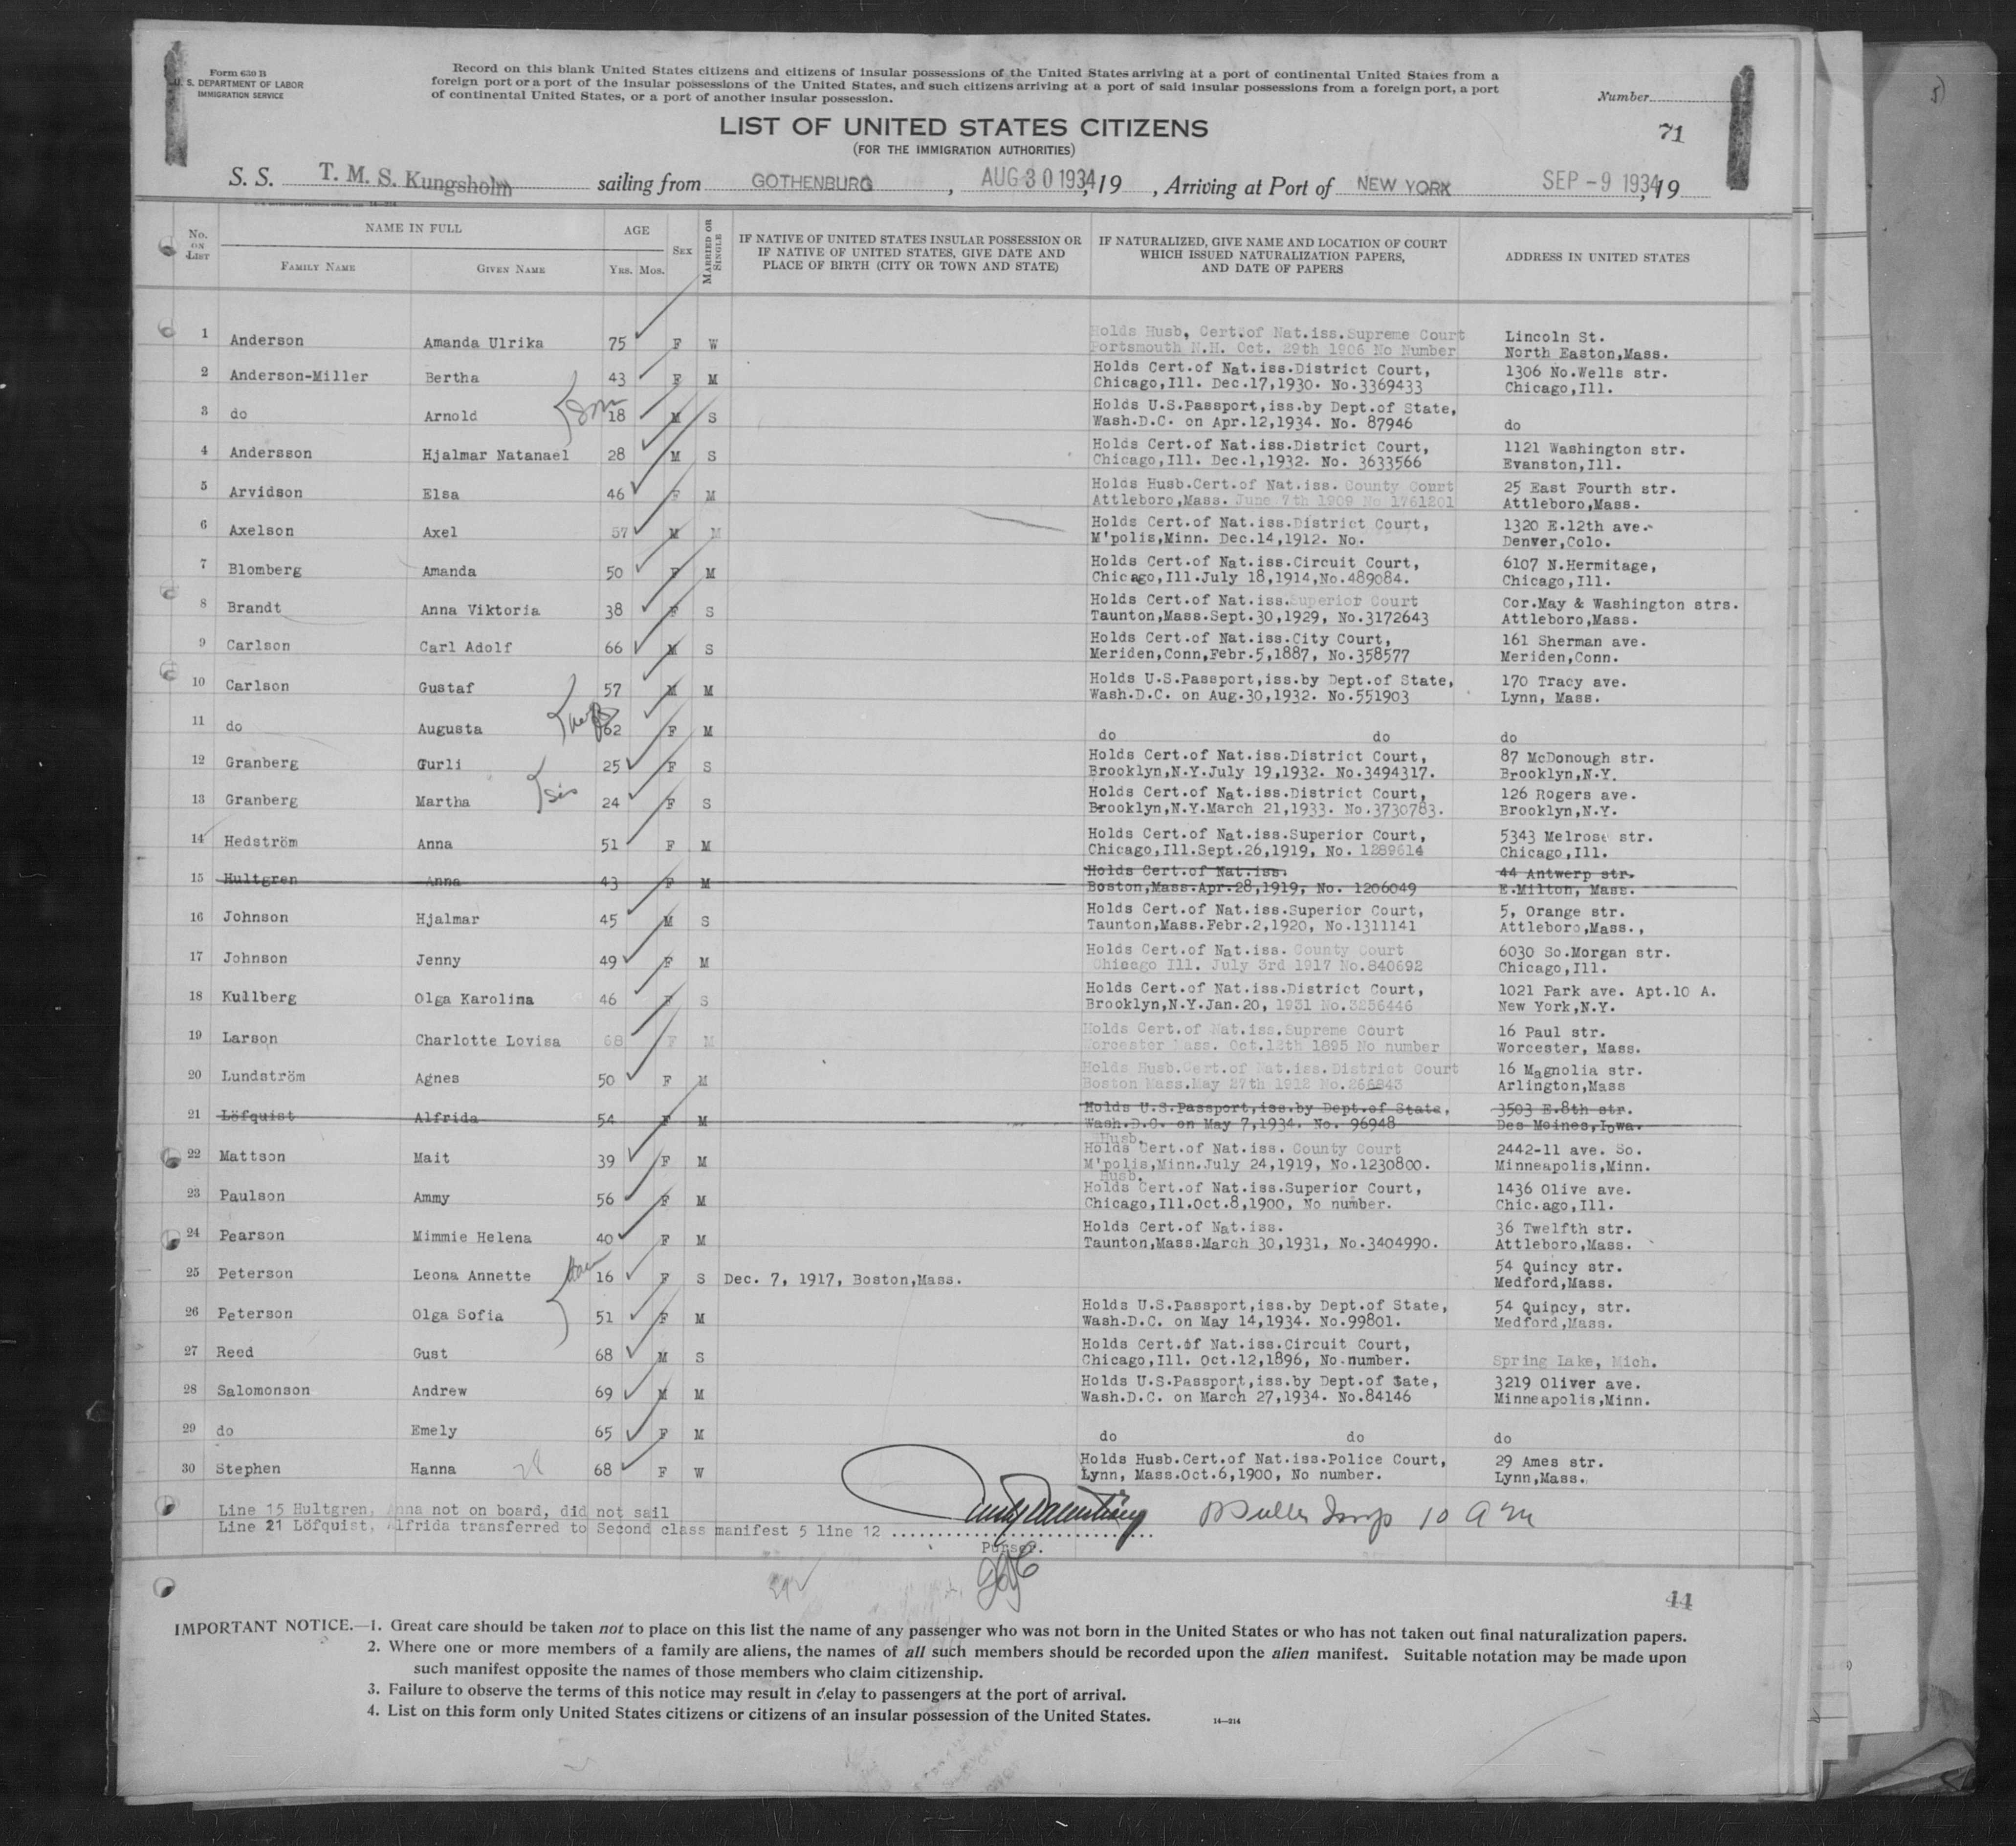 Form 630 B
U. S. DEPARTMENT OF LABOR
IMMIGRATION SERVICE
Record on this blank United States citizens and citizens of insular possessions of the United States arriving at a port of continental United States from a
foreign port or a port of the insular possessions of the United States, and such citizens arriving at a port of said insular possessions from a foreign port, a port
of continental United States, or a port of another insular possession.
Number
71
LIST OF UNITED STATES CITIZENS
(FOR THE IMMIGRATION AUTHORITIES)
S. S. T. M. S. Kungsholm sailing from GOTHENBURG, AUG 30 1934, 19 , Arriving at Port of NEW YORK SEP - 9 1934, 19
No. ON LIST NAME IN FULL FAMILY NAME GIVEN NAME AGE YRS. MOS. SEX MARRIED OR SINGLE
IF NATIVE OF UNITED STATES INSULAR POSSESSION OR
IF NATIVE OF UNITED STATES, GIVE DATE AND
PLACE OF BIRTH (CITY OR TOWN AND STATE)
IF NATURALIZED, GIVE NAME AND LOCATION OF COURT
WHICH ISSUED NATURALIZATION PAPERS,
AND DATE OF PAPERS
ADDRESS IN UNITED STATES
1 Anderson Amanda Ulrika 75 F W Holds Husb, Cert.of Nat.iss.Supreme Court Lincoln St.
Portsmouth N.H. Oct. 29th 1906 No Number North Easton,Mass.
2 Anderson-Miller Bertha 43 F M Holds Cert.of Nat.iss.District Court, 1306 No.Wells str.
Chicago,Ill. Dec.17,1930. No.3369433 Chicago,Ill.
3 do Arnold son 18 M S Holds U.S.Passport,iss.by Dept.of State,
Wash.D.C. on Apr.12,1934. No. 87946 do
4 Andersson Hjalmar Natanael 28 M S Holds Cert.of Nat.iss.District Court, 1121 Washington str.
Chicago,Ill. Dec.1,1932. No. 3633566 Evanston,Ill.
5 Arvidson Elsa 46 F M Holds Husb.Cert.of Nat.iss. County Court 25 East Fourth str.
Attleboro,Mass. June 7th 1909 No 1761201 Attleboro,Mass.
6 Axelson Axel 57 M M Holds Cert.of Nat.iss.District Court, 1320 E.12th ave.
M'polis,Minn. Dec.14,1912. No. Denver,Colo.
7 Blomberg Amanda 50 F M Holds Cert.of Nat.iss.Circuit Court, 6107 N.Hermitage,
Chicago,Ill.July 18,1914,No.489084. Chicago,Ill.
8 Brandt Anna Viktoria 38 F S Holds Cert.of Nat.iss.Superior Court Cor.May & Washington strs.
Taunton,Mass.Sept.30,1929, No.3172643 Attleboro,Mass.
9 Carlson Carl Adolf 66 M S Holds Cert.of Nat.iss.City Court, 161 Sherman ave.
Meriden,Conn,Febr.5,1887, No.358577 Meriden,Conn.
10 Carlson Gustaf 57 M M Holds U.S.Passport,iss.by Dept.of State, 170 Tracy ave.
Wash.D.C. on Aug.30,1932. No.551903 Lynn, Mass.
11 do Augusta 62 F M do do do
12 Granberg Gurli 25 F S Holds Cert.of Nat.iss.District Court, 87 McDonough str.
Brooklyn,N.Y.July 19,1932. No.3494317. Brooklyn,N.Y.
13 Granberg Martha sis 24 F S Holds Cert.of Nat.iss.District Court, 126 Rogers ave.
Brooklyn,N.Y.March 21,1933. No.3730783. Brooklyn,N.Y.
14 Hedström Anna 51 F M Holds Cert.of Nat.iss.Superior Court, 5343 Melrose str.
Chicago,Ill.Sept.26,1919, No. 1289614 Chicago,Ill.
15 Hultgren Anna 43 F M Holds Cert.of Nat.iss. 44 Antwerp str.
Boston,Mass.Apr.28,1919, No. 1206049 E.Milton, Mass.
16 Johnson Hjalmar 45 M S Holds Cert.of Nat.iss.Superior Court, 5, Orange str.
Taunton,Mass.Febr.2,1920, No.1311141 Attleboro,Mass.,
17 Johnson Jenny 49 F M Holds Cert.of Nat.iss. County Court 6030 So.Morgan str.
Chicago Ill. July 3rd 1917 No.840692 Chicago,Ill.
18 Kullberg Olga Karolina 46 F S Holds Cert.of Nat.iss.District Court, 1021 Park ave. Apt.10 A.
Brooklyn,N.Y.Jan.20, 1931 No.3256446 New York,N.Y.
19 Larson Charlotte Lovisa 68 F M Holds Cert.of Nat.iss.Supreme Court 16 Paul str.
Worcester Mass. Oct.12th 1895 No number Worcester, Mass.
20 Lundström Agnes 50 F M Holds Husb.Cert.of Nat.iss.District Court 16 Magnolia str.
Boston Mass.May 27th 1912 No.266843 Arlington,Mass
21 Löfquist Alfrida 54 F M Holds U.S.Passport,iss.by Dept.of State, 3503 E.8th str.
Wash.D.C. on May 7,1934. No. 96948 Des Moines,Iowa.
Husb.
22 Mattson Mait 39 F M Holds Cert.of Nat.iss. County Court 2442-11 ave. So.
M'polis,Minn.July 24,1919, No.1230800. Minneapolis,Minn.
Husb.
23 Paulson Ammy 56 F M Holds Cert.of Nat.iss.Superior Court, 1436 Olive ave.
Chicago,Ill.Oct.8,1900, No number. Chic.ago,Ill.
24 Pearson Mimmie Helena 40 F M Holds Cert.of Nat.iss. 36 Twelfth str.
Taunton,Mass.March 30,1931, No.3404990. Attleboro,Mass.
25 Peterson Leona Annette 16 F S Dec. 7, 1917, Boston,Mass. 54 Quincy str.
Medford,Mass.
26 Peterson Olga Sofia 51 F M Holds U.S.Passport,iss.by Dept.of State, 54 Quincy, str.
Wash.D.C. on May 14,1934. No.99801. Medford,Mass.
27 Reed Gust 68 M S Holds Cert.of Nat.iss.Circuit Court,
Chicago,Ill. Oct.12,1896, No.number. Spring Lake, Mich.
28 Salomonson Andrew 69 M M Holds U.S.Passport,iss.by Dept.of Sate, 3219 Oliver ave.
Wash.D.C. on March 27,1934. No.84146 Minneapolis,Minn.
29 do Emely 65 F M do do do
30 Stephen Hanna 68 F W Holds Husb.Cert.of Nat.iss.Police Court, 29 Ames str.
Lynn, Mass.Oct.6,1900, No number. Lynn,Mass.
Line 15 Hultgren, Anna not on board, did not sail
Line 21 Löfquist, Alfrida transferred to Second class manifest 5 line 12
Purser.
10 AM
44
IMPORTANT NOTICE.—1. Great care should be taken not to place on this list the name of any passenger who was not born in the United States or who has not taken out final naturalization papers.
2. Where one or more members of a family are aliens, the names of all such members should be recorded upon the alien manifest. Suitable notation may be made upon
such manifest opposite the names of those members who claim citizenship.
3. Failure to observe the terms of this notice may result in delay to passengers at the port of arrival.
4. List on this form only United States citizens or citizens of an insular possession of the United States.
14—214